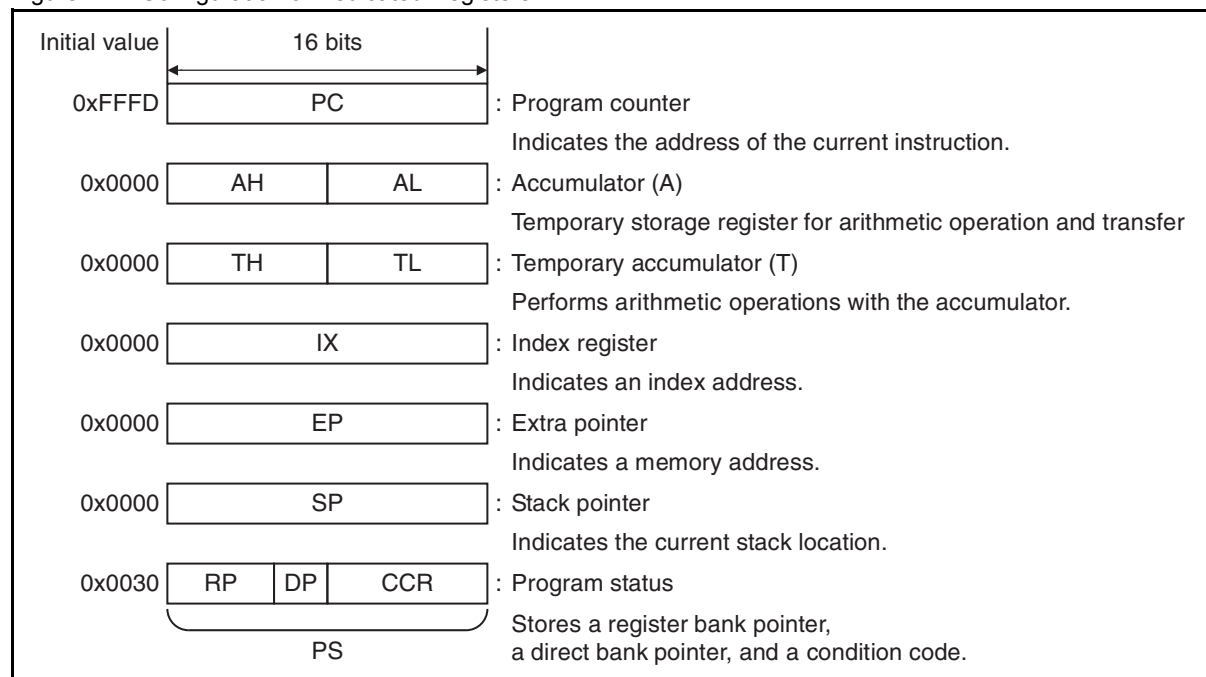 Initial value 16 bits
0xFFFD PC : Program counter
Indicates the address of the current instruction.
0x0000 AH AL : Accumulator (A)
Temporary storage register for arithmetic operation and transfer
0x0000 TH TL : Temporary accumulator (T)
Performs arithmetic operations with the accumulator.
0x0000 IX : Index register
Indicates an index address.
0x0000 EP : Extra pointer
Indicates a memory address.
0x0000 SP : Stack pointer
Indicates the current stack location.
0x0030 RP DP CCR : Program status
Stores a register bank pointer,
PS a direct bank pointer, and a condition code.